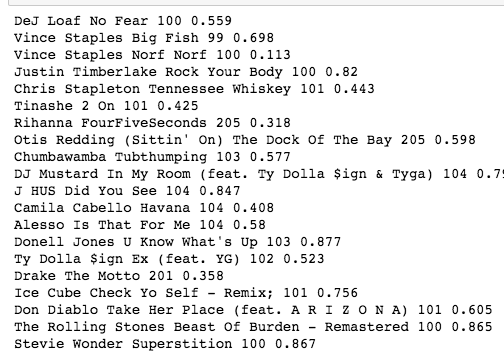 DeJ Loaf No Fear 100 0.559
Vince Staples Big Fish 99 0.698
Vince Staples Norf Norf 100 0.113
Justin Timberlake Rock Your Body 100 0.82
Chris Stapleton Tennessee Whiskey 101 0.443
Tinashe 2 On 101 0.425
Rihanna FourFiveSeconds 205 0.318
Otis Redding (Sittin' On) The Dock Of The Bay 205 0.598
Chumbawamba Tubthumping 103 0.577
DJ Mustard In My Room (feat. Ty Dolla $ign & Tyga) 104
J HUS Did You See 104 0.847
Camila Cabello Havana 104 0.408
Alesso Is That For Me 104 0.58
Donell Jones U Know What's Up 103 0.877
Ty Dolla $ign Ex (feat. YG) 102 0.523
Drake The Motto 201 0.358
Ice Cube Check Yo Self - Remix; 101 0.756
Don Diablo Take Her Place (feat. A R I Z O N A) 101 0.605
The Rolling Stones Beast Of Burden - Remastered 100 0.865
Stevie Wonder Superstition 100 0.867